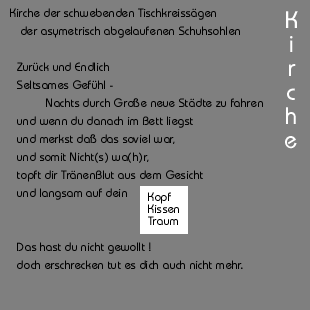 Kirche der schwebenden Tischkreissägen
der asymetrisch abgelaufenen Schuhsohlen
Zurück und Endlich
Seltsames Gefühl -
Nachts durch Große neue Städte zu fahren
und wenn du danach im Bett liegst
und merkst daß das soviel war,
und somit Nicht(s) wa(h)r,
topft dir TränenBlut aus dem Gesicht
und langsam auf dein
Kopf
Kissen
Traum
Das hast du nicht gewollt !
doch erschrecken tut es dich auch nicht mehr.
K
i
r
c
h
e